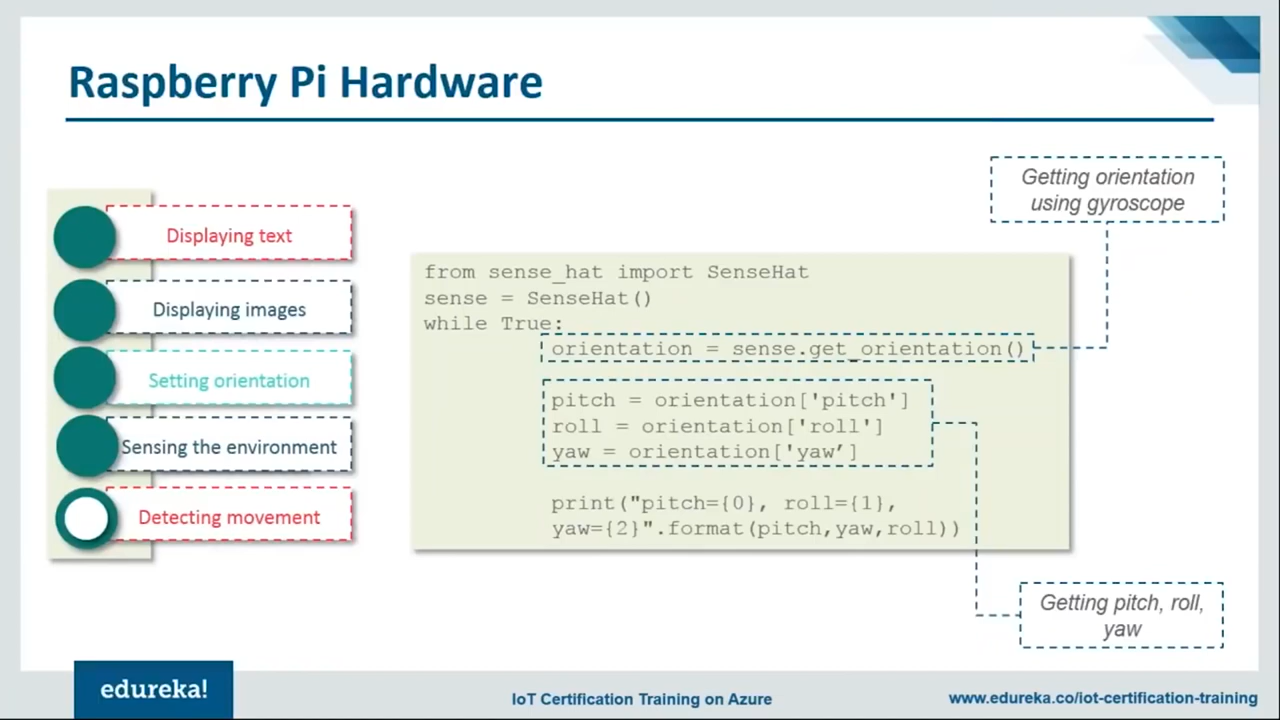 Raspberry Pi Hardware
Displaying text
Displaying images
Setting orientation
Sensing the environment
Detecting movement
Getting orientation
using gyroscope
from sense_hat import SenseHat
sense = SenseHat()
while True:
orientation = sense.get_orientation()
pitch = orientation['pitch']
roll = orientation['roll']
yaw = orientation['yaw’]
print("pitch={0}, roll={1},
yaw={2}".format(pitch,yaw,roll))
Getting pitch, roll,
yaw
edureka!
IoT Certification Training on Azure
www.edureka.co/iot-certification-training